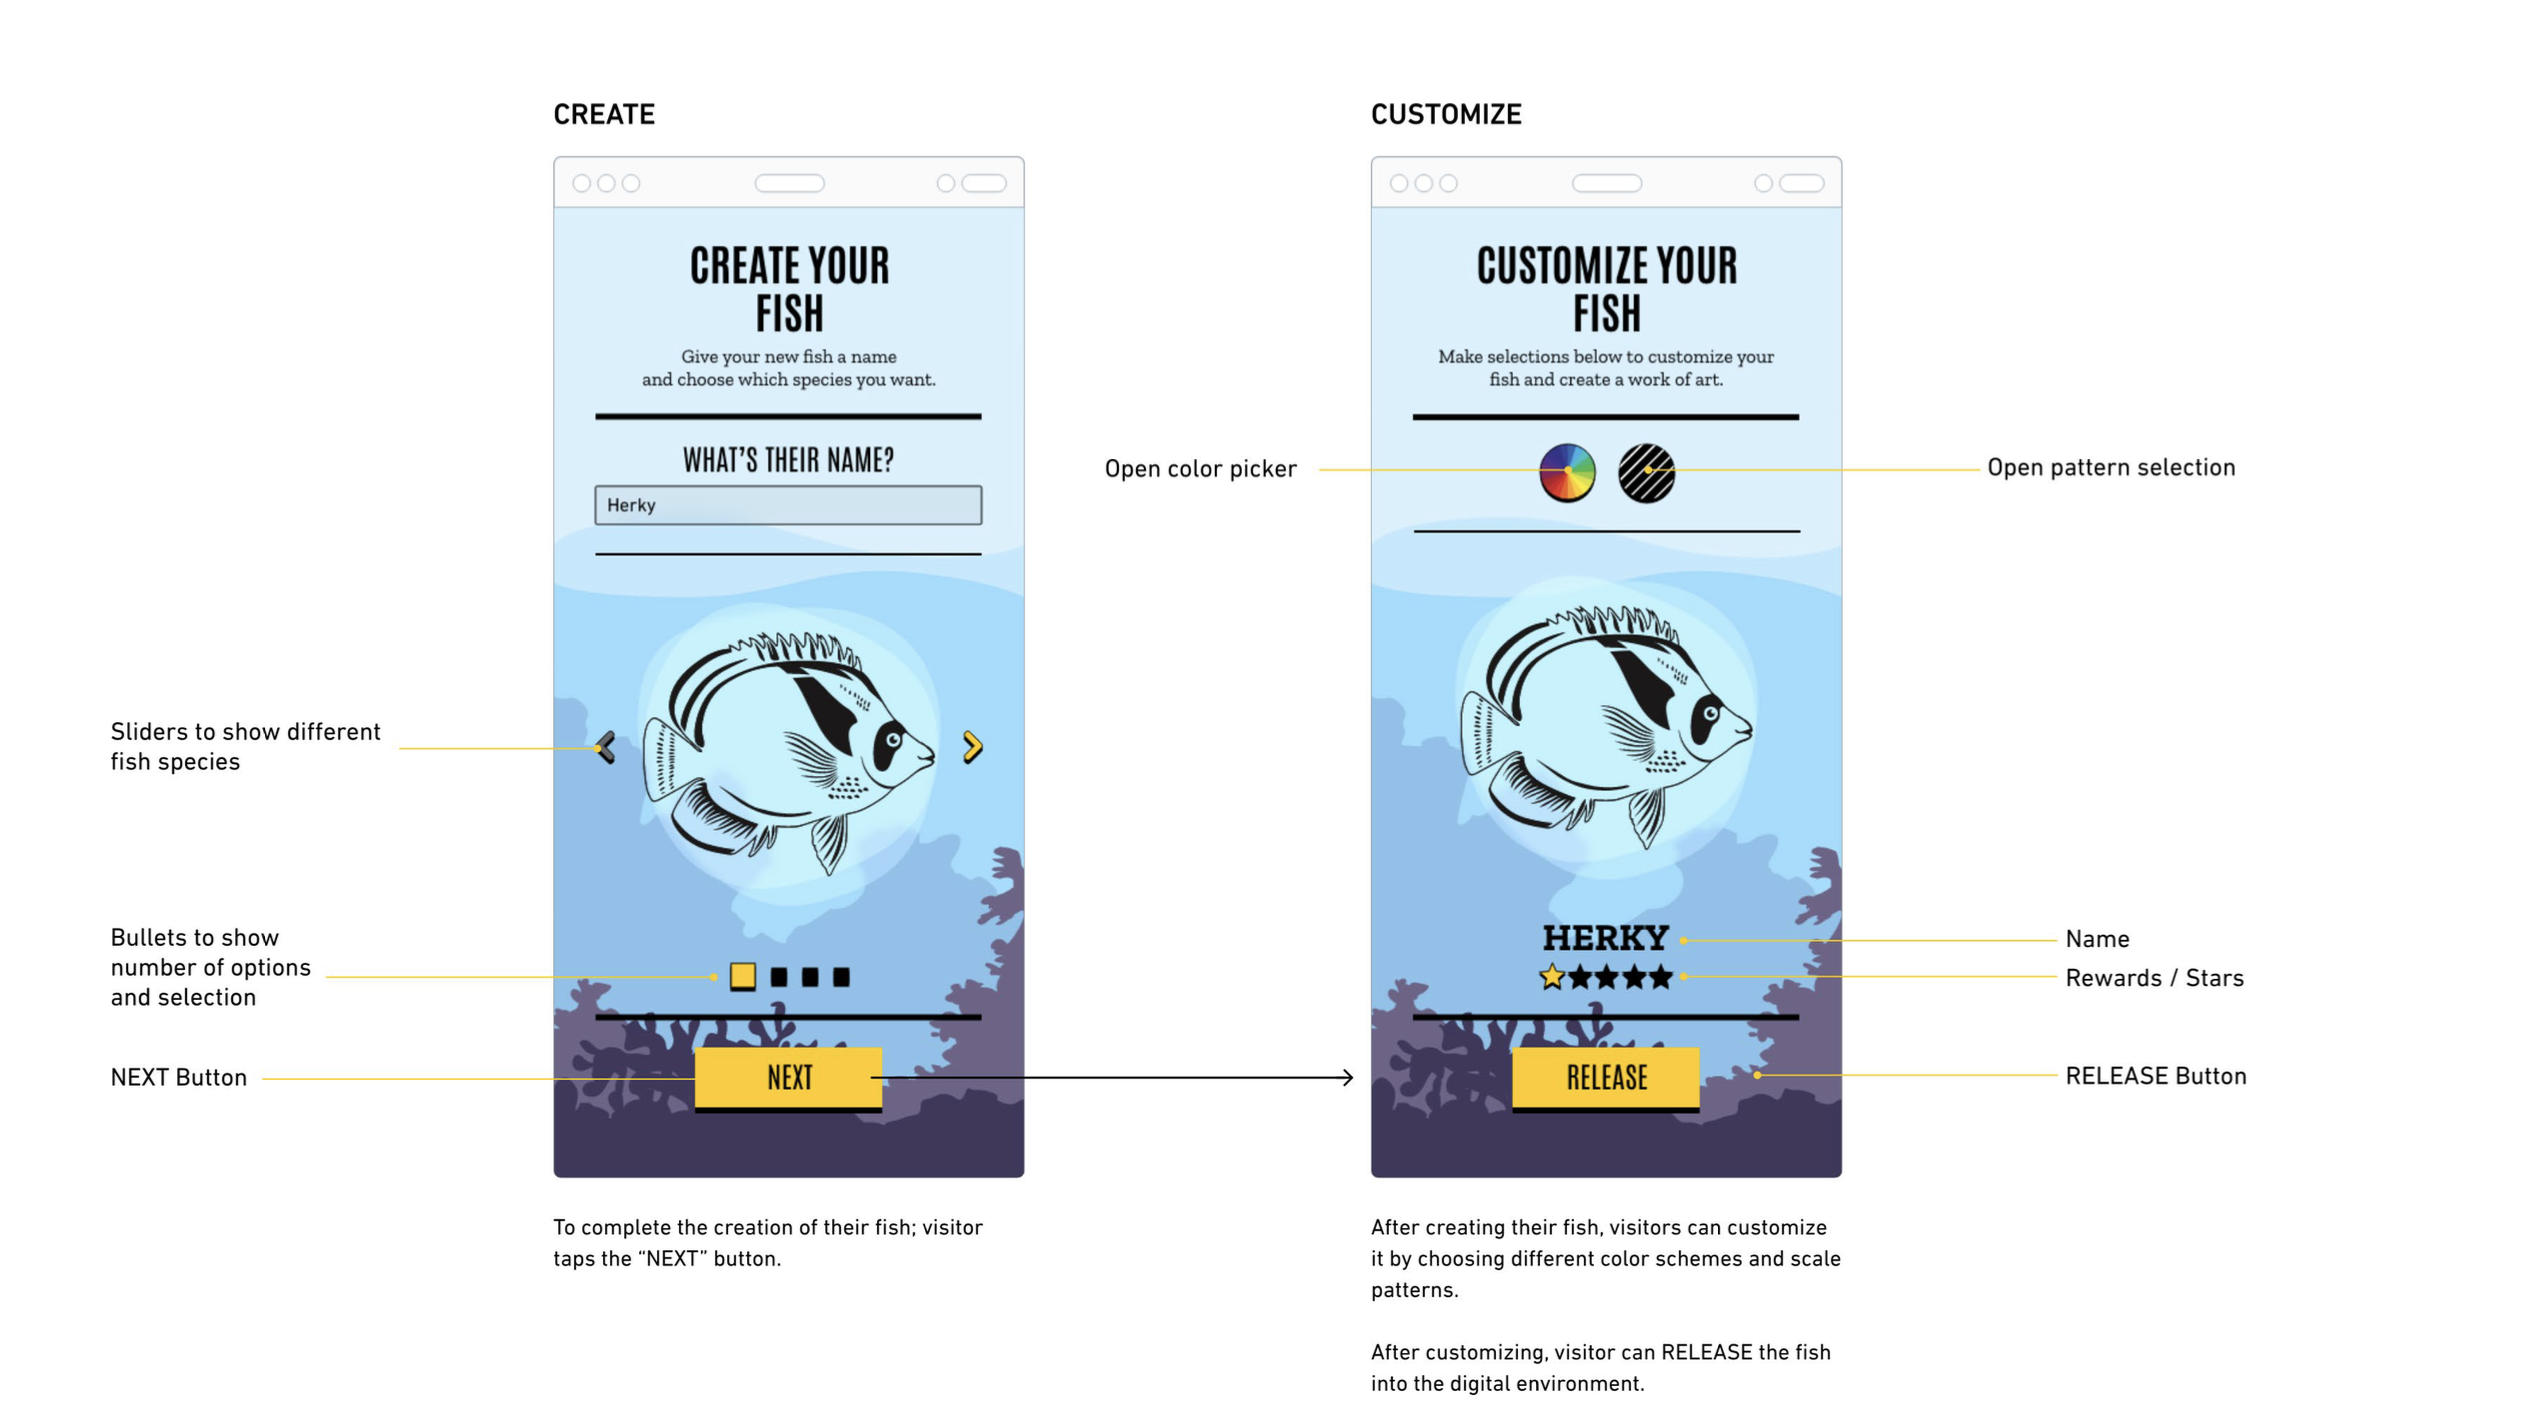 CREATE
CREATE YOUR
FISH
Give your new fish a name
and choose which species you want.
WHAT'S THEIR NAME?
Herky
Sliders to show different
fish species
Bullets to show
number of options
and selection
NEXT Button
NEXT
To complete the creation of their fish; visitor
taps the “NEXT” button.
CUSTOMIZE
CUSTOMIZE YOUR
FISH
Make selections below to customize your
fish and create a work of art.
Open color picker
Open pattern selection
HERKY
Name
Rewards / Stars
RELEASE
RELEASE Button
After creating their fish, visitors can customize
it by choosing different color schemes and scale
patterns.
After customizing, visitor can RELEASE the fish
into the digital environment.